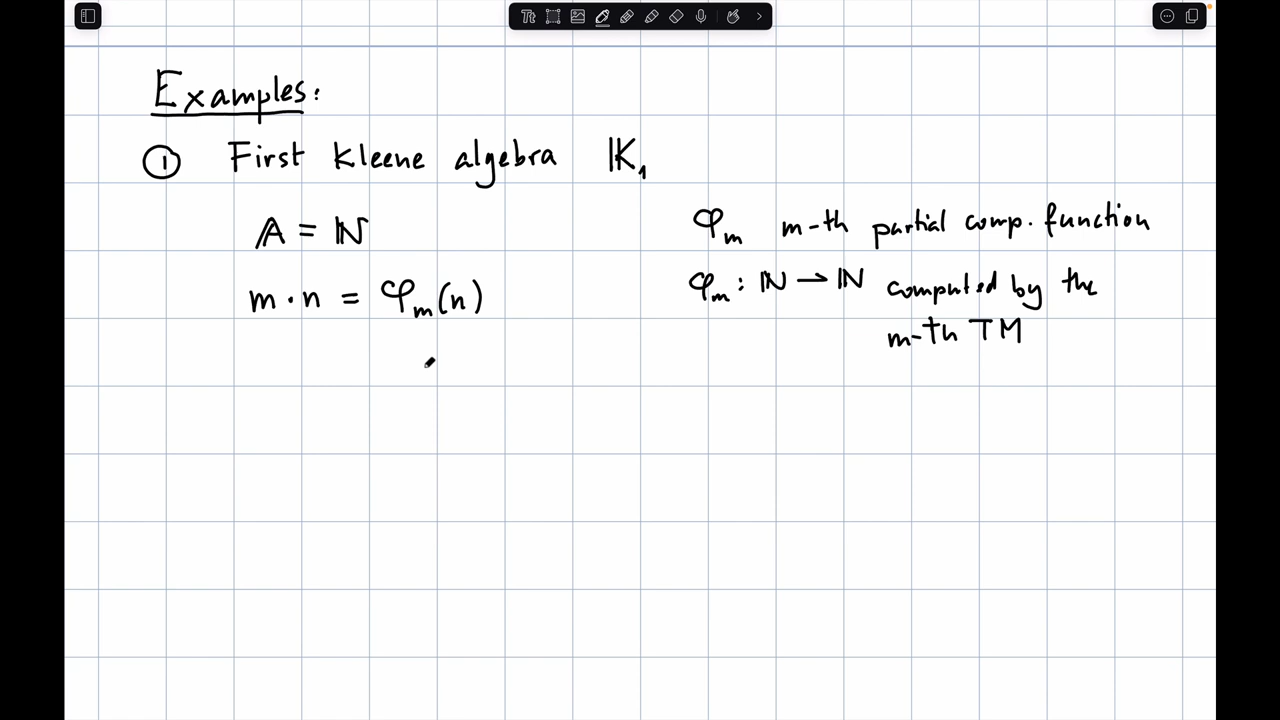 Examples:
① First Kleene algebra 𝕂₁
𝔸 = ℕ
m · n = φₘ(n)
φₘ m-th partial comp. function
φₘ : ℕ → ℕ computed by the
m-th TM